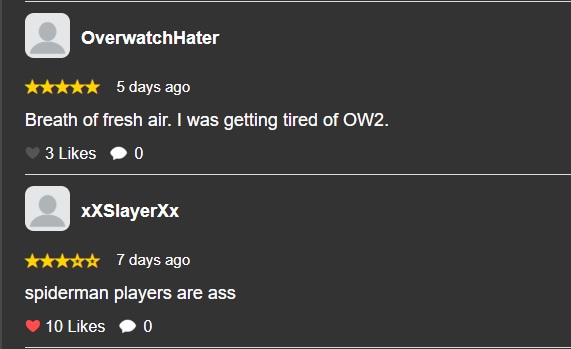 OverwatchHater
★★★★★ 5 days ago
Breath of fresh air. I was getting tired of OW2.
3 Likes 0
xXSlayerXx
★★★☆☆ 7 days ago
spiderman players are ass
10 Likes 0